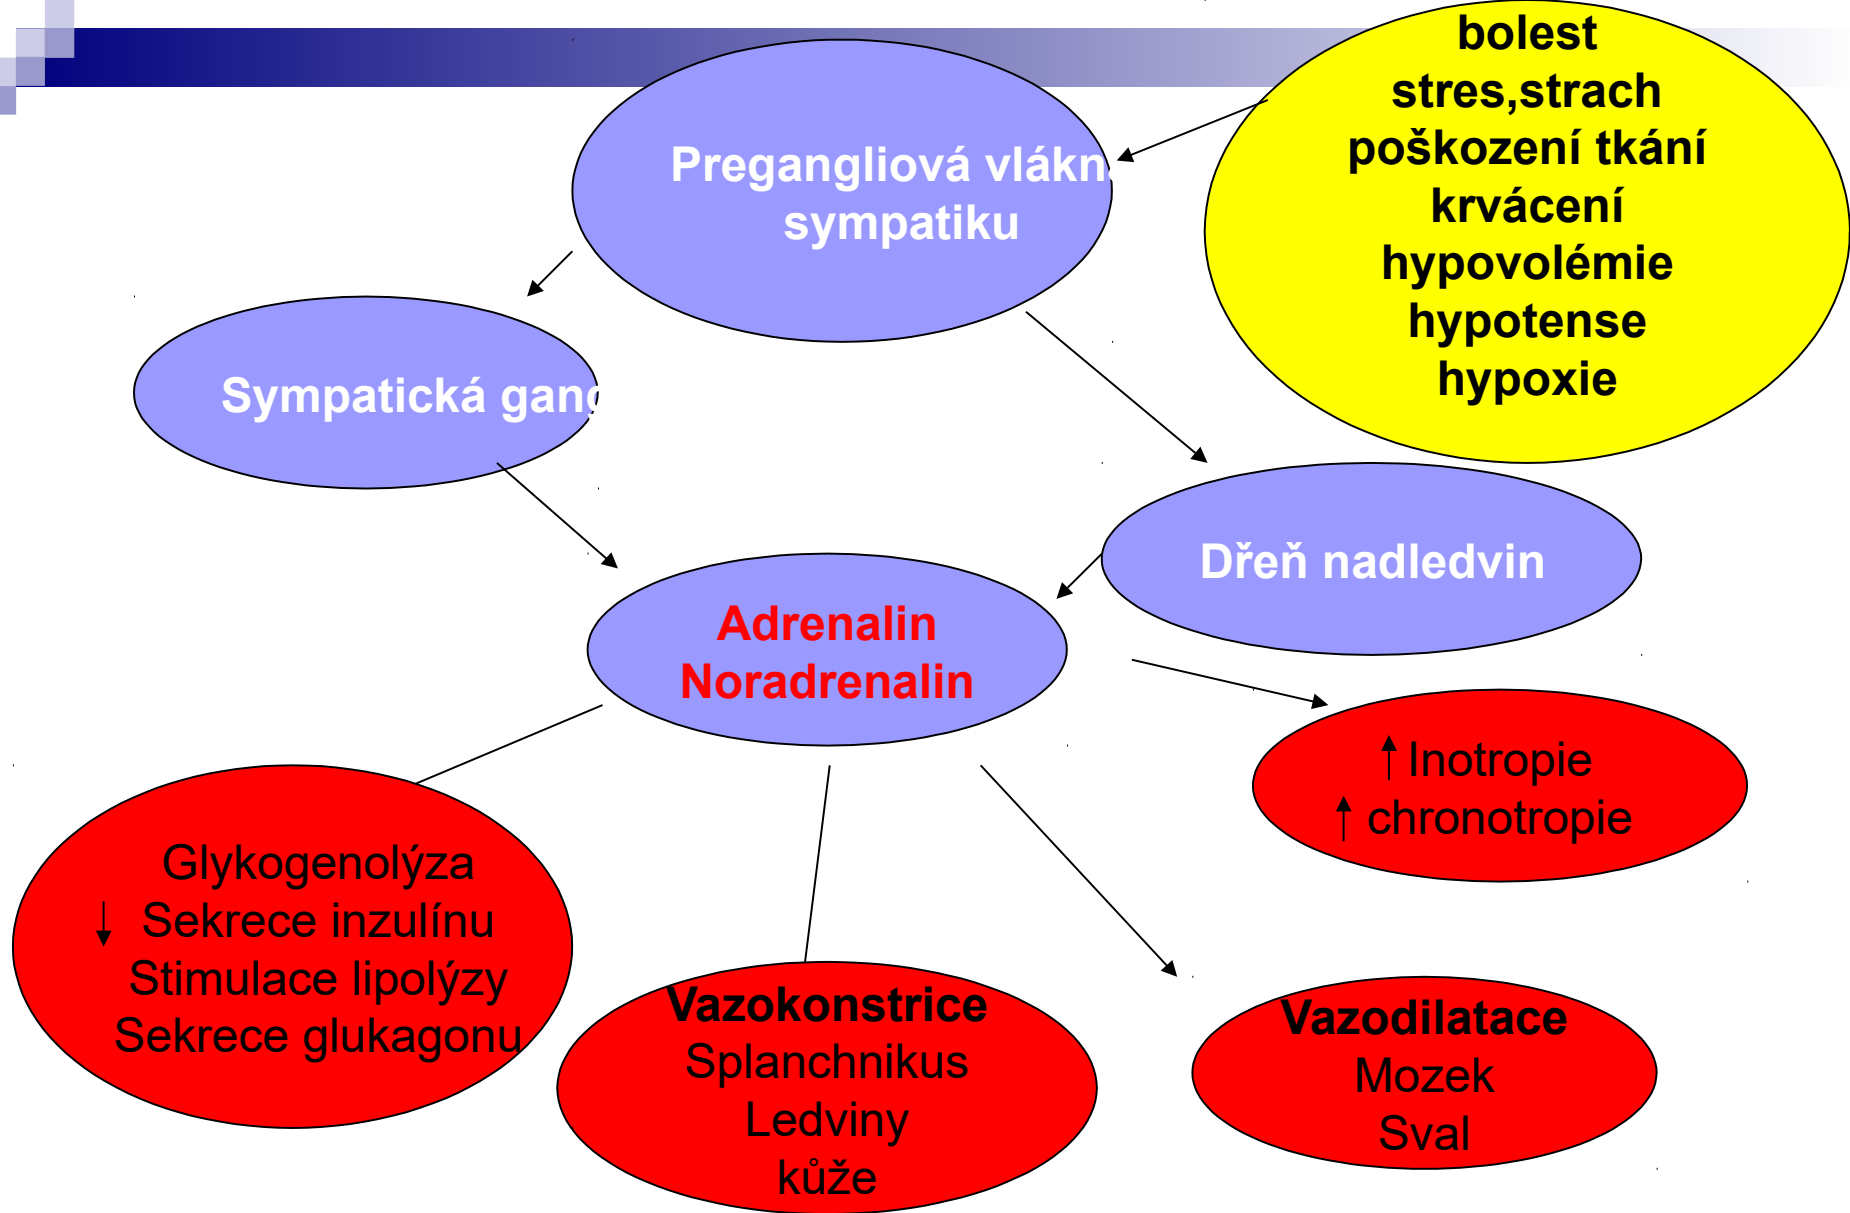 bolest
stres,strach
poškození tkání
krvácení
hypovolémie
hypotense
hypoxie
Pregangliová vlákn
sympatiku
Sympatická gang
Dřeň nadledvin
Adrenalin
Noradrenalin
↑ Inotropie
↑ chronotropie
Glykogenolýza
↓ Sekrece inzulínu
Stimulace lipolýzy
Sekrece glukagonu
Vazokonstrice
Splanchnikus
Ledviny
kůže
Vazodilatace
Mozek
Sval